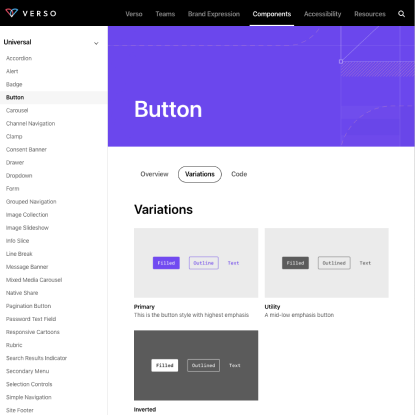 VERSO
Verso Teams Brand Expression Components Accessibility Resources
Universal
Accordion
Alert
Badge
Button
Carousel
Channel Navigation
Clamp
Consent Banner
Drawer
Dropdown
Form
Grouped Navigation
Image Collection
Image Slideshow
Info Slice
Line Break
Message Banner
Mixed Media Carousel
Native Share
Pagination Button
Password Text Field
Responsive Cartoons
Rubric
Search Results Indicator
Secondary Menu
Selection Controls
Simple Navigation
Site Footer
Button
Overview Variations Code
Variations
Filled Outline Text
Primary
This is the button style with highest emphasis
Filled Outlined Text
Utility
A mid-low emphasis button
Filled Outlined Text
Inverted